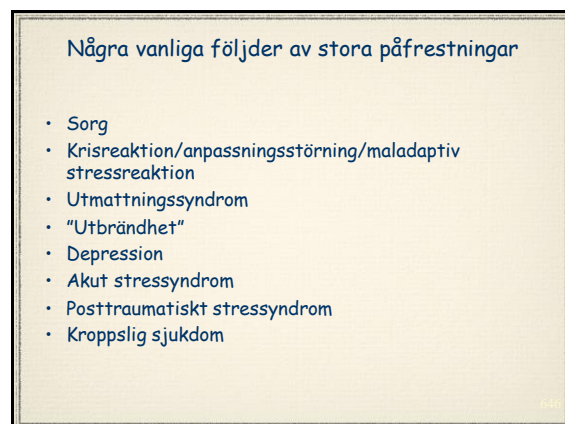 Några vanliga följder av stora påfrestningar
• Sorg
• Krisreaktion/anpassningsstörning/maladaptiv
stressreaktion
• Utmattningssyndrom
• ”Utbrändhet”
• Depression
• Akut stressyndrom
• Posttraumatiskt stressyndrom
• Kroppslig sjukdom
646